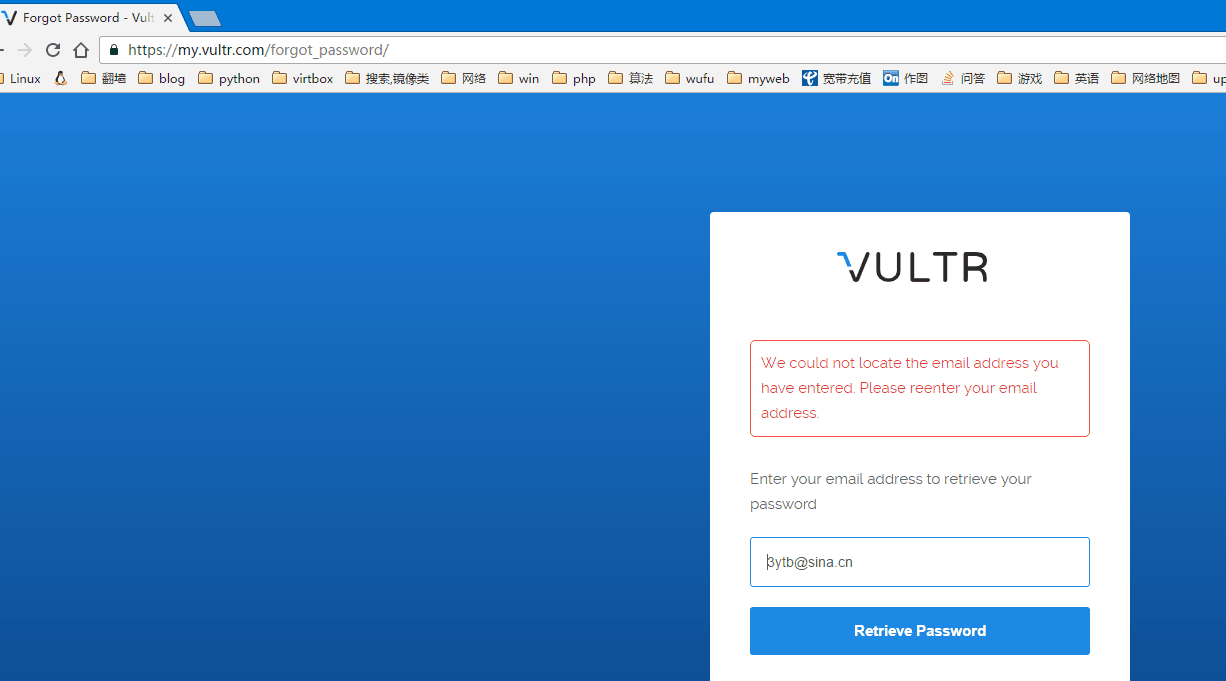 Forgot Password - Vult
https://my.vultr.com/forgot_password/
Linux 翻墙 blog python virtbox 搜索,镜像类 网络 win php 算法 wufu myweb 宽带充值 On 作图 问答 游戏 英语 网络地图 up
VULTR
We could not locate the email address you
have entered. Please reenter your email
address.
Enter your email address to retrieve your
password
3ytb@sina.cn
Retrieve Password